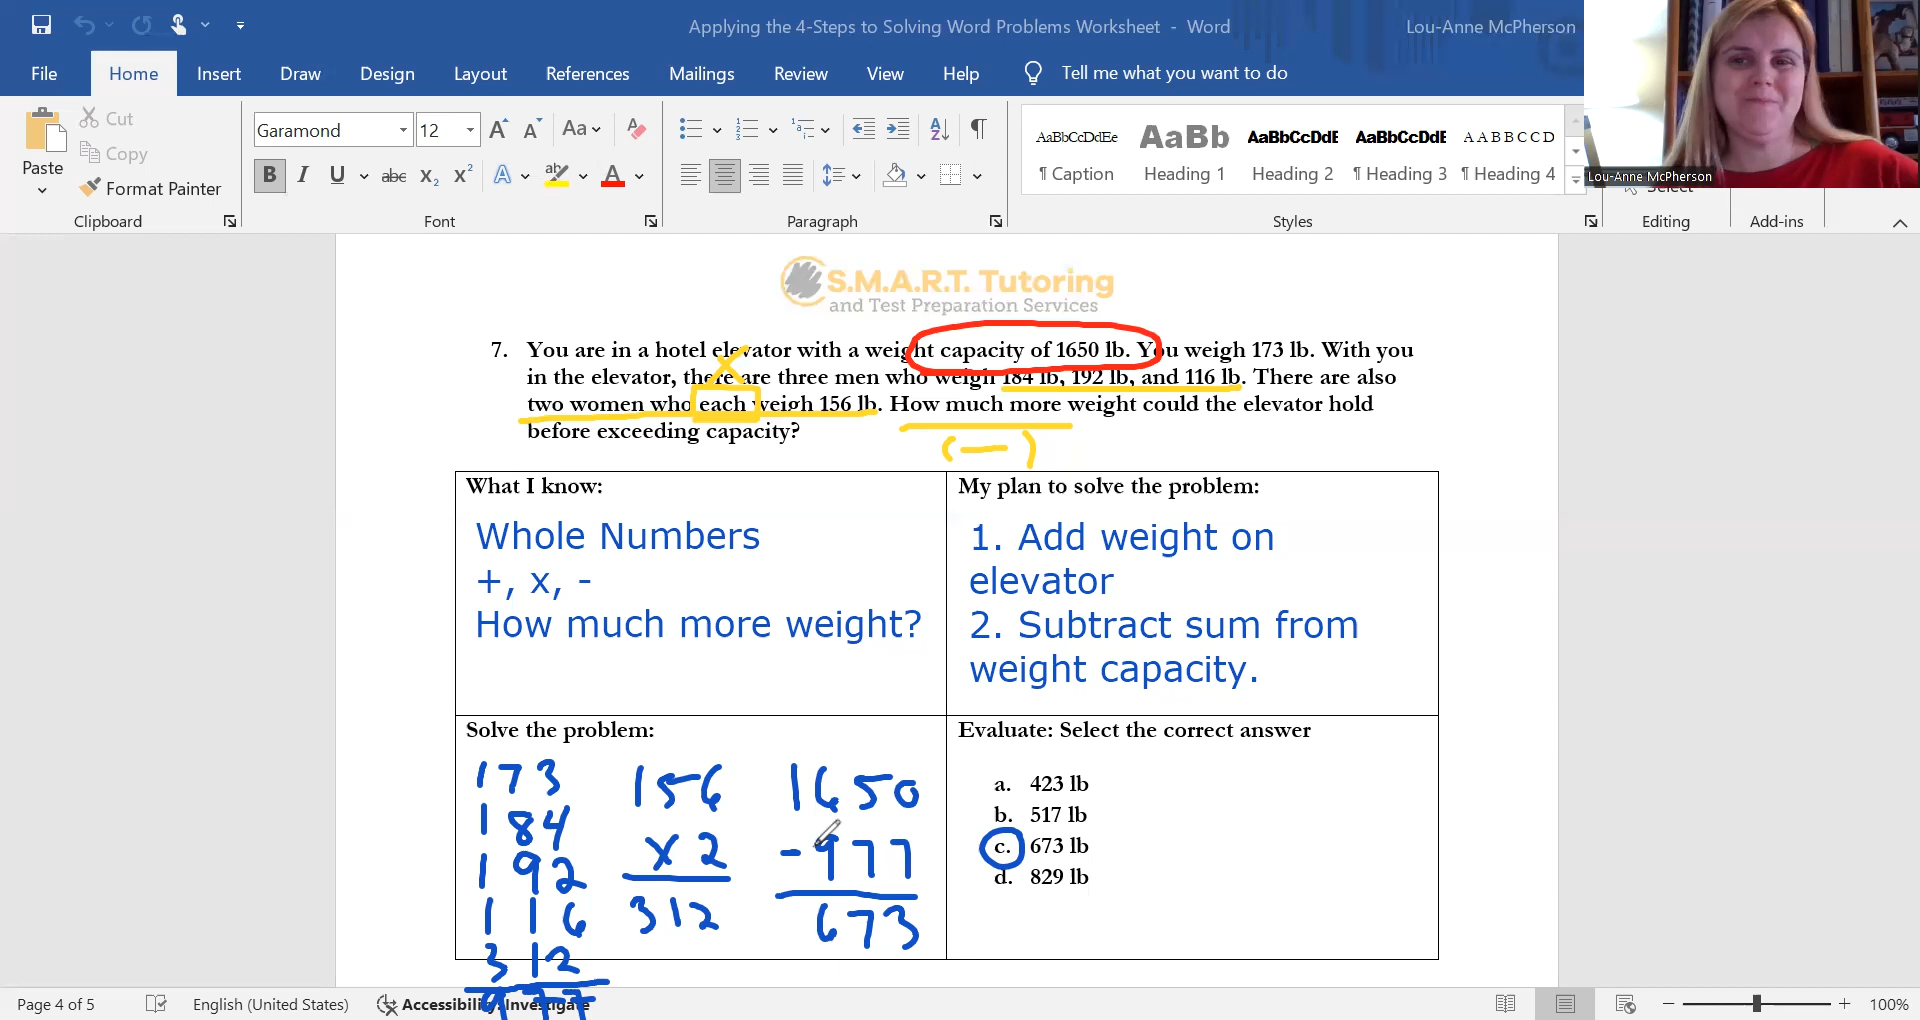 Applying the 4-Steps to Solving Word Problems Worksheet - Word
Lou-Anne McPherson
File Home Insert Draw Design Layout References Mailings Review View Help Tell me what you want to do
Paste
Cut
Copy
Format Painter
Clipboard
Garamond 12
Font
Paragraph
AaBbCcDdEe AaBb AaBbCcDdE AaBbCcDdE AABBCCD
¶ Caption Heading 1 Heading 2 ¶ Heading 3 ¶ Heading 4
Styles
Select
Editing
Add-ins
Lou-Anne McPherson
S.M.A.R.T. Tutoring
and Test Preparation Services
7. You are in a hotel elevator with a weight capacity of 1650 lb. You weigh 173 lb. With you
in the elevator, there are three men who weigh 184 lb, 192 lb, and 116 lb. There are also
two women who each weigh 156 lb. How much more weight could the elevator hold
before exceeding capacity?
X
(—)
What I know:
Whole Numbers
+, x, -
How much more weight?
My plan to solve the problem:
1. Add weight on
elevator
2. Subtract sum from
weight capacity.
Solve the problem:
173
184
192
116
312
977
156
x 2
312
1650
- 977
673
Evaluate: Select the correct answer
a. 423 lb
b. 517 lb
c. 673 lb
d. 829 lb
Page 4 of 5 English (United States) Accessibility: Investigate 100%